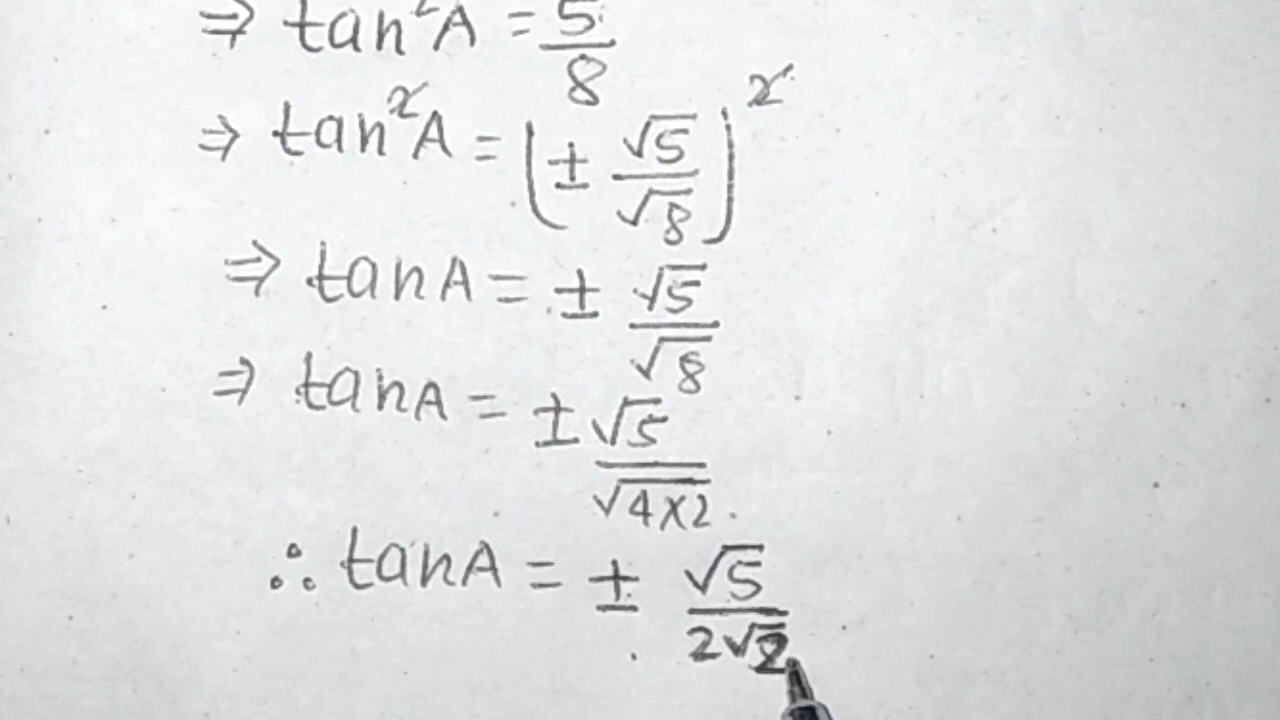 ⇒ tan²A = 5/8
⇒ tan²A = (± √5/√8)²
⇒ tanA = ± √5/√8
⇒ tanA = ± √5/√4×2.
∴ tanA = ± √5/2√2